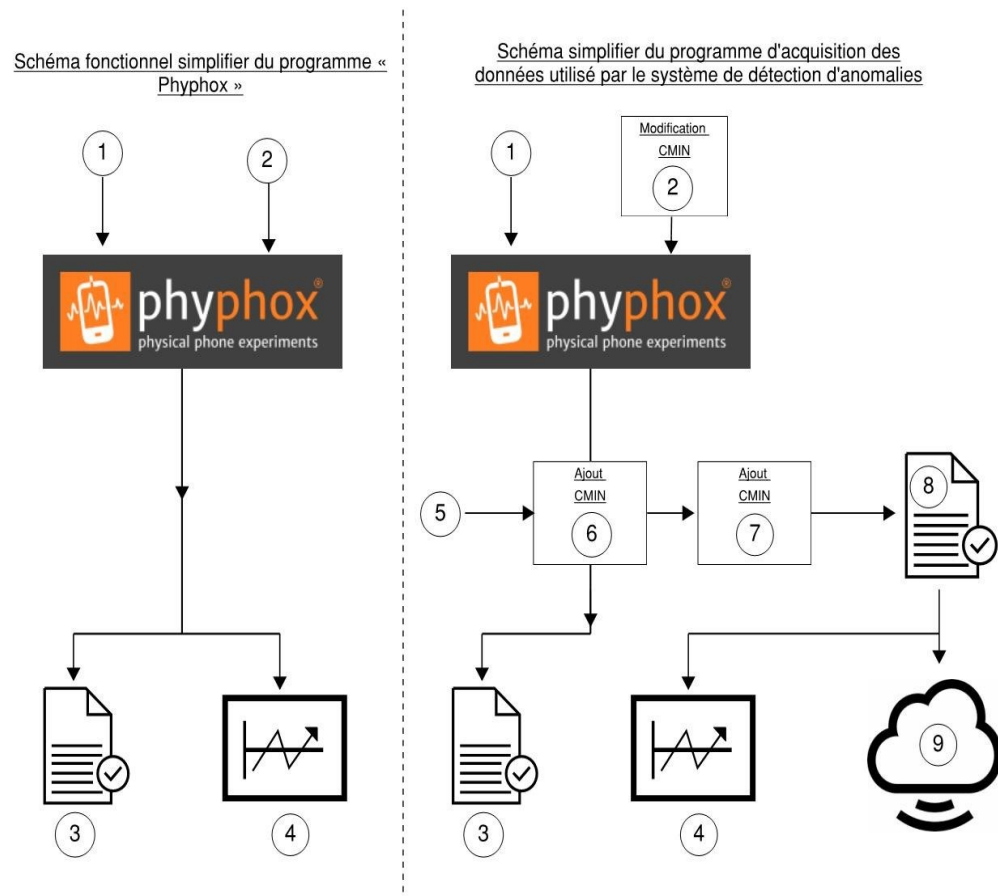 Schéma fonctionnel simplifier du programme «
Phyphox »
1
2
phyphox®
physical phone experiments
3
4
Schéma simplifier du programme d'acquisition des
données utilisé par le système de détection d'anomalies
1
Modification
CMIN
2
phyphox®
physical phone experiments
5
Ajout
CMIN
6
Ajout
CMIN
7
8
3
4
9